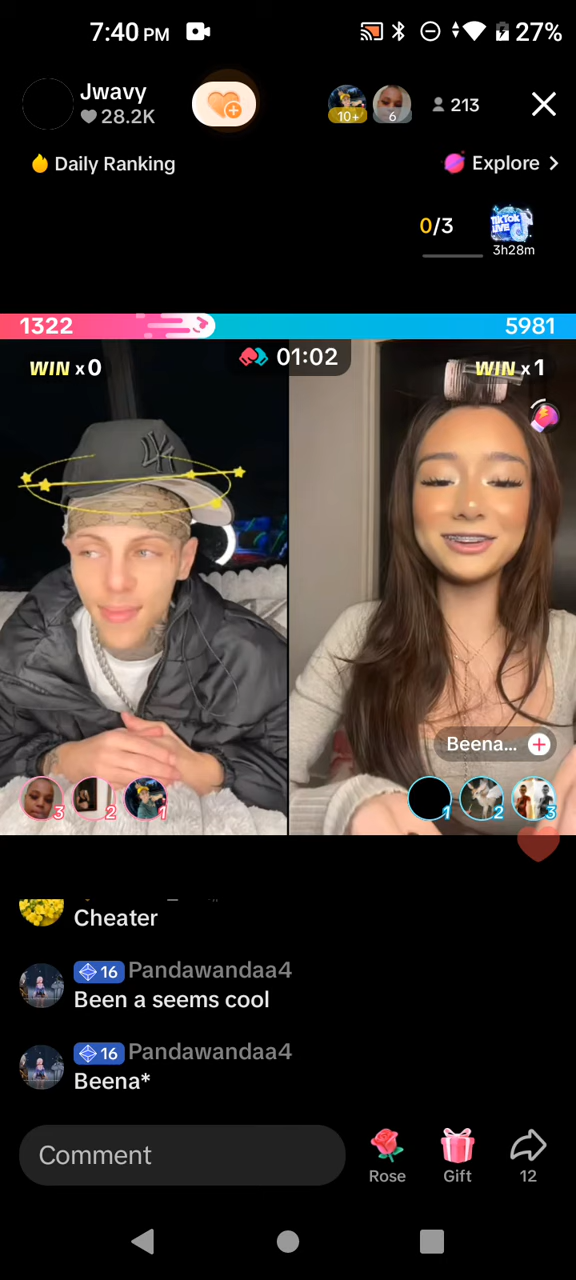 7:40 PM
27%
Jwavy
28.2K
10+
6
213
Daily Ranking
Explore >
0/3
TikTok LIVE
3h28m
1322
5981
WIN x0
01:02
WIN x1
NY
Beena...
3
2
1
1
2
3
Cheater
16 Pandawandaa4
Been a seems cool
16 Pandawandaa4
Beena*
Comment
Rose
Gift
12